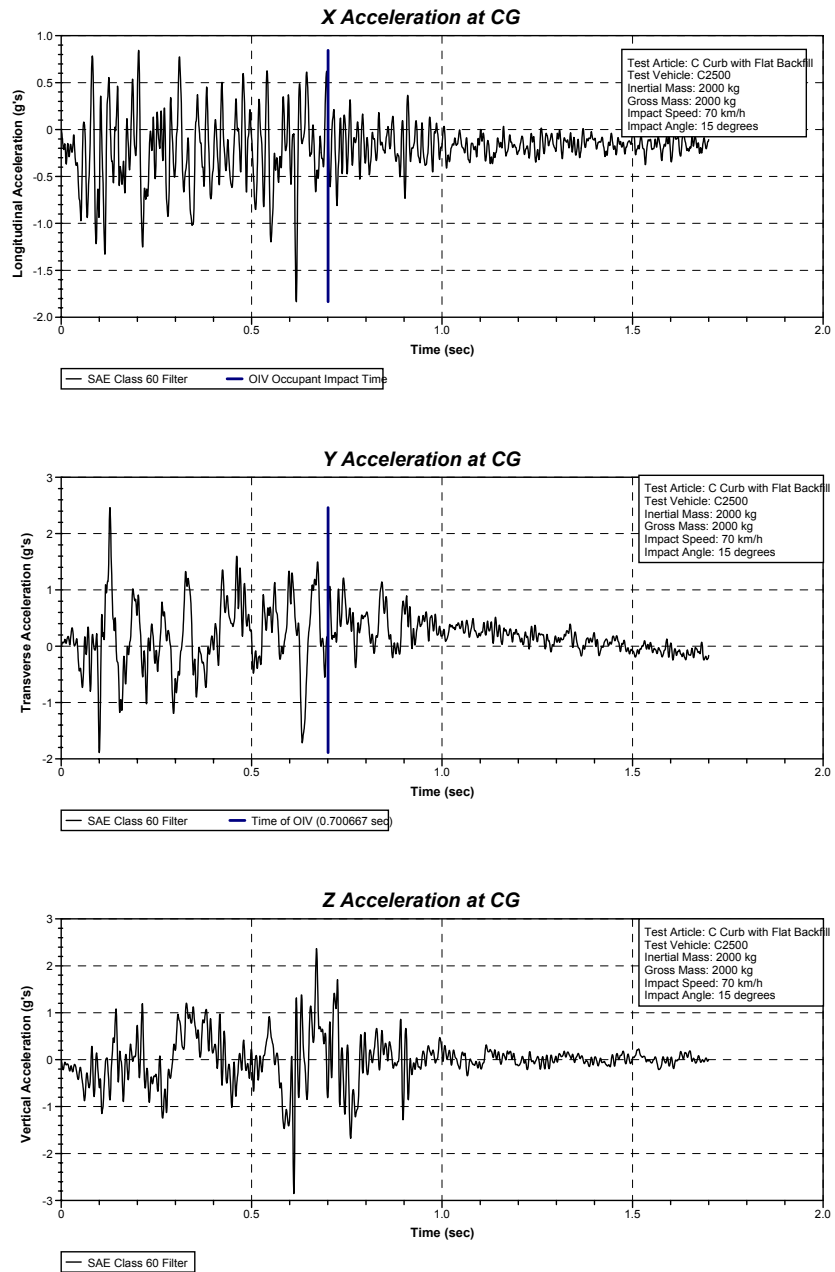 X Acceleration at CG
1.0
0.5
0
-0.5
-1.0
-1.5
-2.0
Longitudinal Acceleration (g's)
Test Article: C Curb with Flat Backfill
Test Vehicle: C2500
Inertial Mass: 2000 kg
Gross Mass: 2000 kg
Impact Speed: 70 km/h
Impact Angle: 15 degrees
0 0.5 1.0 1.5 2.0
Time (sec)
SAE Class 60 Filter OIV Occupant Impact Time
Y Acceleration at CG
3
2
1
0
-1
-2
Transverse Acceleration (g's)
Test Article: C Curb with Flat Backfill
Test Vehicle: C2500
Inertial Mass: 2000 kg
Gross Mass: 2000 kg
Impact Speed: 70 km/h
Impact Angle: 15 degrees
0 0.5 1.0 1.5 2.0
Time (sec)
SAE Class 60 Filter Time of OIV (0.700667 sec)
Z Acceleration at CG
3
2
1
0
-1
-2
-3
Vertical Acceleration (g's)
Test Article: C Curb with Flat Backfill
Test Vehicle: C2500
Inertial Mass: 2000 kg
Gross Mass: 2000 kg
Impact Speed: 70 km/h
Impact Angle: 15 degrees
0 0.5 1.0 1.5 2.0
Time (sec)
SAE Class 60 Filter